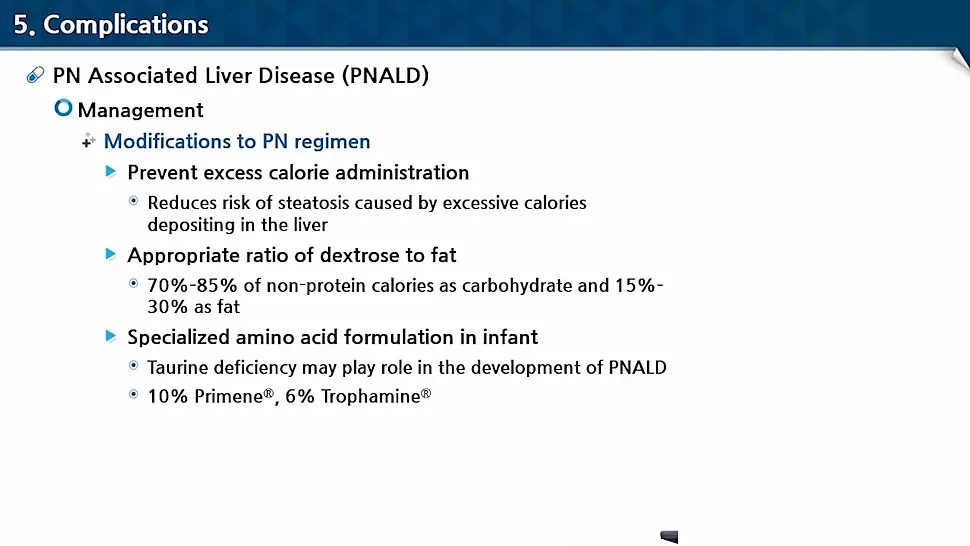 5. Complications
PN Associated Liver Disease (PNALD)
Management
Modifications to PN regimen
Prevent excess calorie administration
Reduces risk of steatosis caused by excessive calories
depositing in the liver
Appropriate ratio of dextrose to fat
70%-85% of non-protein calories as carbohydrate and 15%-
30% as fat
Specialized amino acid formulation in infant
Taurine deficiency may play role in the development of PNALD
10% Primene®, 6% Trophamine®